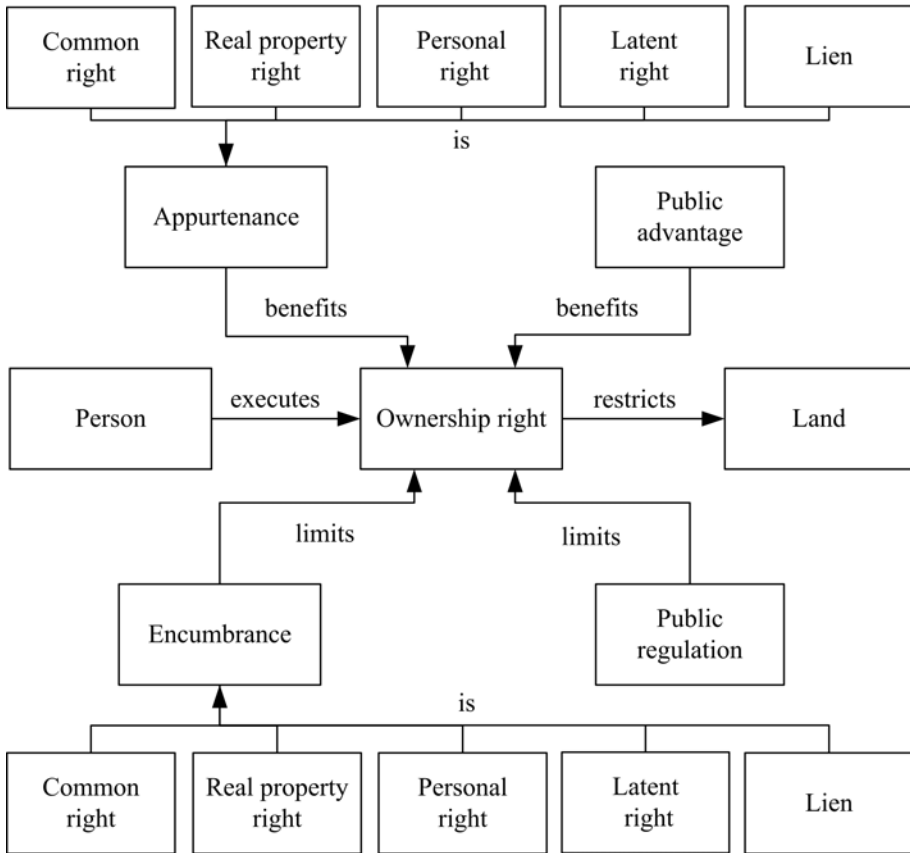 Common
right
Real property
right
Personal
right
Latent
right
Lien
is
Appurtenance
Public
advantage
benefits
benefits
Person
executes
Ownership right
restricts
Land
limits
limits
Encumbrance
Public
regulation
is
Common
right
Real property
right
Personal
right
Latent
right
Lien